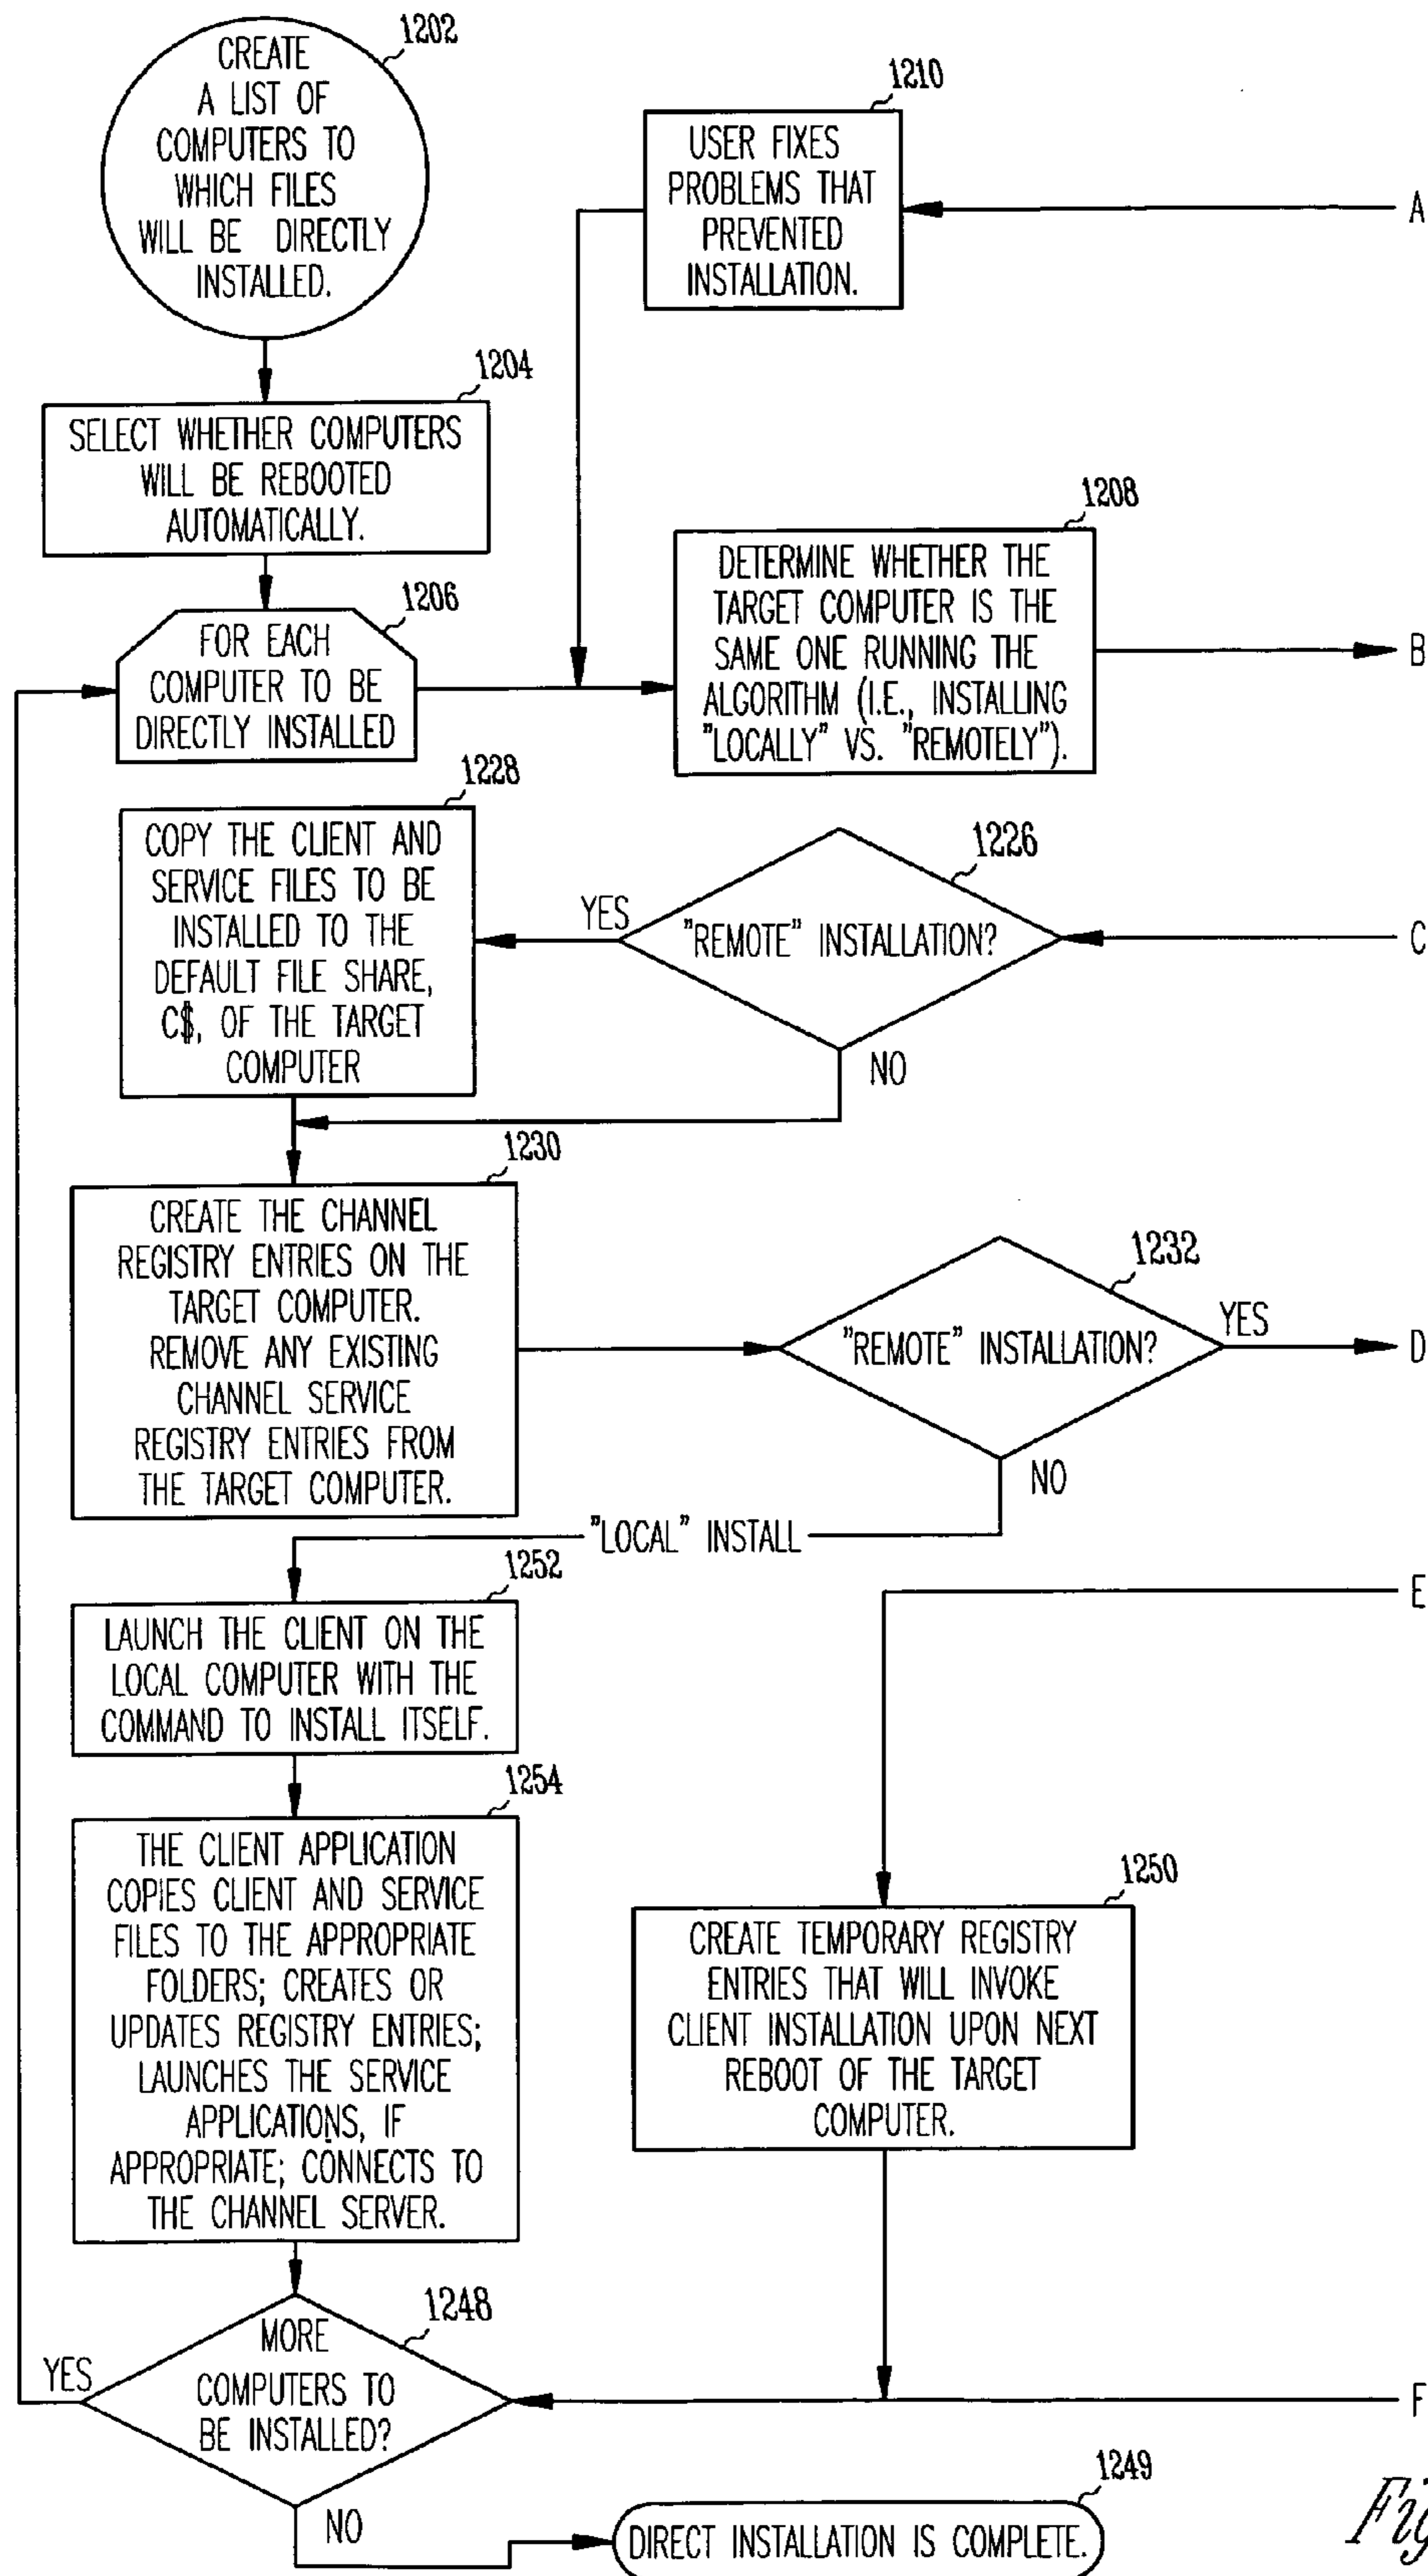 1202
CREATE
A LIST OF
COMPUTERS TO
WHICH FILES
WILL BE DIRECTLY
INSTALLED.
1210
USER FIXES
PROBLEMS THAT
PREVENTED
INSTALLATION.
A
1204
SELECT WHETHER COMPUTERS
WILL BE REBOOTED
AUTOMATICALLY.
1206
FOR EACH
COMPUTER TO BE
DIRECTLY INSTALLED
1208
DETERMINE WHETHER THE
TARGET COMPUTER IS THE
SAME ONE RUNNING THE
ALGORITHM (I.E., INSTALLING
"LOCALLY" VS. "REMOTELY").
B
1228
COPY THE CLIENT AND
SERVICE FILES TO BE
INSTALLED TO THE
DEFAULT FILE SHARE,
C$, OF THE TARGET
COMPUTER
YES
1226
"REMOTE" INSTALLATION?
C
NO
1230
CREATE THE CHANNEL
REGISTRY ENTRIES ON THE
TARGET COMPUTER.
REMOVE ANY EXISTING
CHANNEL SERVICE
REGISTRY ENTRIES FROM
THE TARGET COMPUTER.
1232
"REMOTE" INSTALLATION?
YES
D
NO
"LOCAL" INSTALL
1252
LAUNCH THE CLIENT ON THE
LOCAL COMPUTER WITH THE
COMMAND TO INSTALL ITSELF.
E
1254
THE CLIENT APPLICATION
COPIES CLIENT AND SERVICE
FILES TO THE APPROPRIATE
FOLDERS; CREATES OR
UPDATES REGISTRY ENTRIES;
LAUNCHES THE SERVICE
APPLICATIONS, IF
APPROPRIATE; CONNECTS TO
THE CHANNEL SERVER.
1250
CREATE TEMPORARY REGISTRY
ENTRIES THAT WILL INVOKE
CLIENT INSTALLATION UPON NEXT
REBOOT OF THE TARGET
COMPUTER.
1248
MORE
COMPUTERS TO
BE INSTALLED?
YES
F
NO
1249
DIRECT INSTALLATION IS COMPLETE.